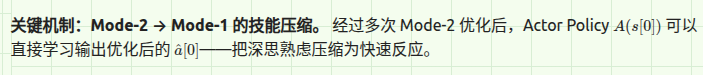 关键机制：Mode-2 → Mode-1 的技能压缩。 经过多次 Mode-2 优化后，Actor Policy A(s[0]) 可以
直接学习输出优化后的 â[0]——把深思熟虑压缩为快速反应。